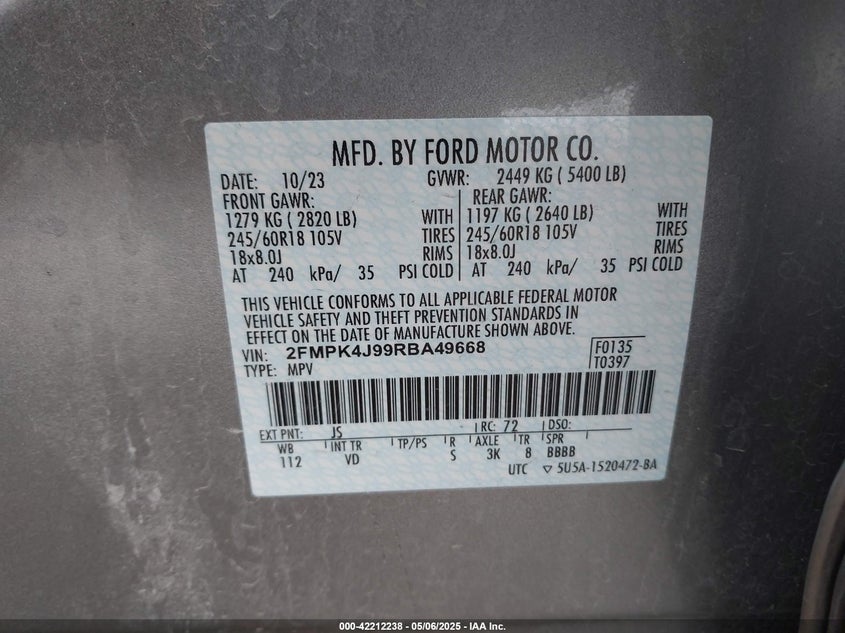 MFD. BY FORD MOTOR CO.
DATE: 10/23 GVWR: 2449 KG ( 5400 LB)
FRONT GAWR: REAR GAWR:
1279 KG ( 2820 LB) WITH 1197 KG ( 2640 LB) WITH
245/60R18 105V TIRES 245/60R18 105V TIRES
18x8.0J RIMS 18x8.0J RIMS
AT 240 kPa/ 35 PSI COLD AT 240 kPa/ 35 PSI COLD
THIS VEHICLE CONFORMS TO ALL APPLICABLE FEDERAL MOTOR
VEHICLE SAFETY AND THEFT PREVENTION STANDARDS IN
EFFECT ON THE DATE OF MANUFACTURE SHOWN ABOVE.
VIN: 2FMPK4J99RBA49668 F0135
TYPE: MPV T0397
EXT PNT: JS RC: 72 DSO:
WB INT TR TP/PS R AXLE TR SPR
112 VD S 3K 8 BBBB
UTC ▽ 5U5A-1520472-BA
000-42212238 - 05/06/2025 - IAA Inc.